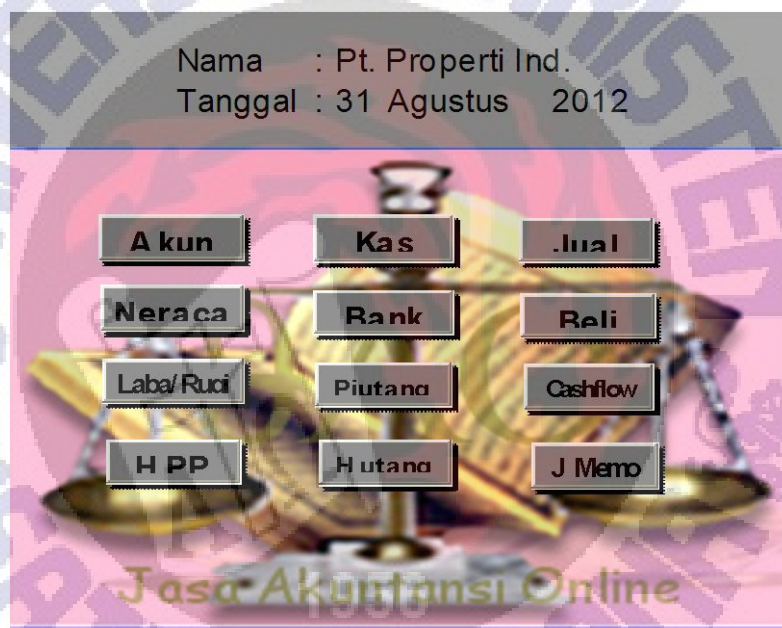 Nama : Pt. Properti Ind.
Tanggal : 31 Agustus 2012
Akun Kas Jual
Neraca Bank Beli
Laba/ Rugi Piutang Cashflow
HPP Hutang J Memo
Jasa Akuntansi Online
1956